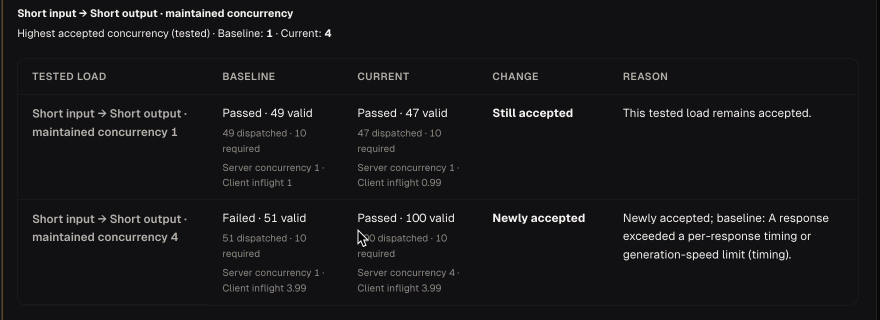 Short input → Short output · maintained concurrency
Highest accepted concurrency (tested) · Baseline: 1 · Current: 4
TESTED LOAD BASELINE CURRENT CHANGE REASON
Short input → Short output ·
maintained concurrency 1
Passed · 49 valid
49 dispatched · 10
required
Server concurrency 1 ·
Client inflight 1
Passed · 47 valid
47 dispatched · 10
required
Server concurrency 1 ·
Client inflight 0.99
Still accepted
This tested load remains accepted.
Short input → Short output ·
maintained concurrency 4
Failed · 51 valid
51 dispatched · 10
required
Server concurrency 1 ·
Client inflight 3.99
Passed · 100 valid
dispatched · 10
required
Server concurrency 4 ·
Client inflight 3.99
Newly accepted
Newly accepted; baseline: A response
exceeded a per-response timing or
generation-speed limit (timing).